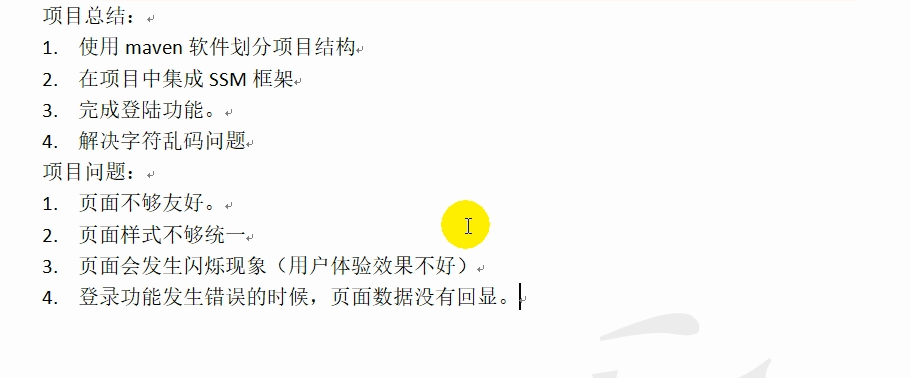 项目总结：
1. 使用 maven 软件划分项目结构
2. 在项目中集成 SSM 框架
3. 完成登陆功能。
4. 解决字符乱码问题
项目问题：
1. 页面不够友好。
2. 页面样式不够统一
3. 页面会发生闪烁现象（用户体验效果不好）
4. 登录功能发生错误的时候，页面数据没有回显。